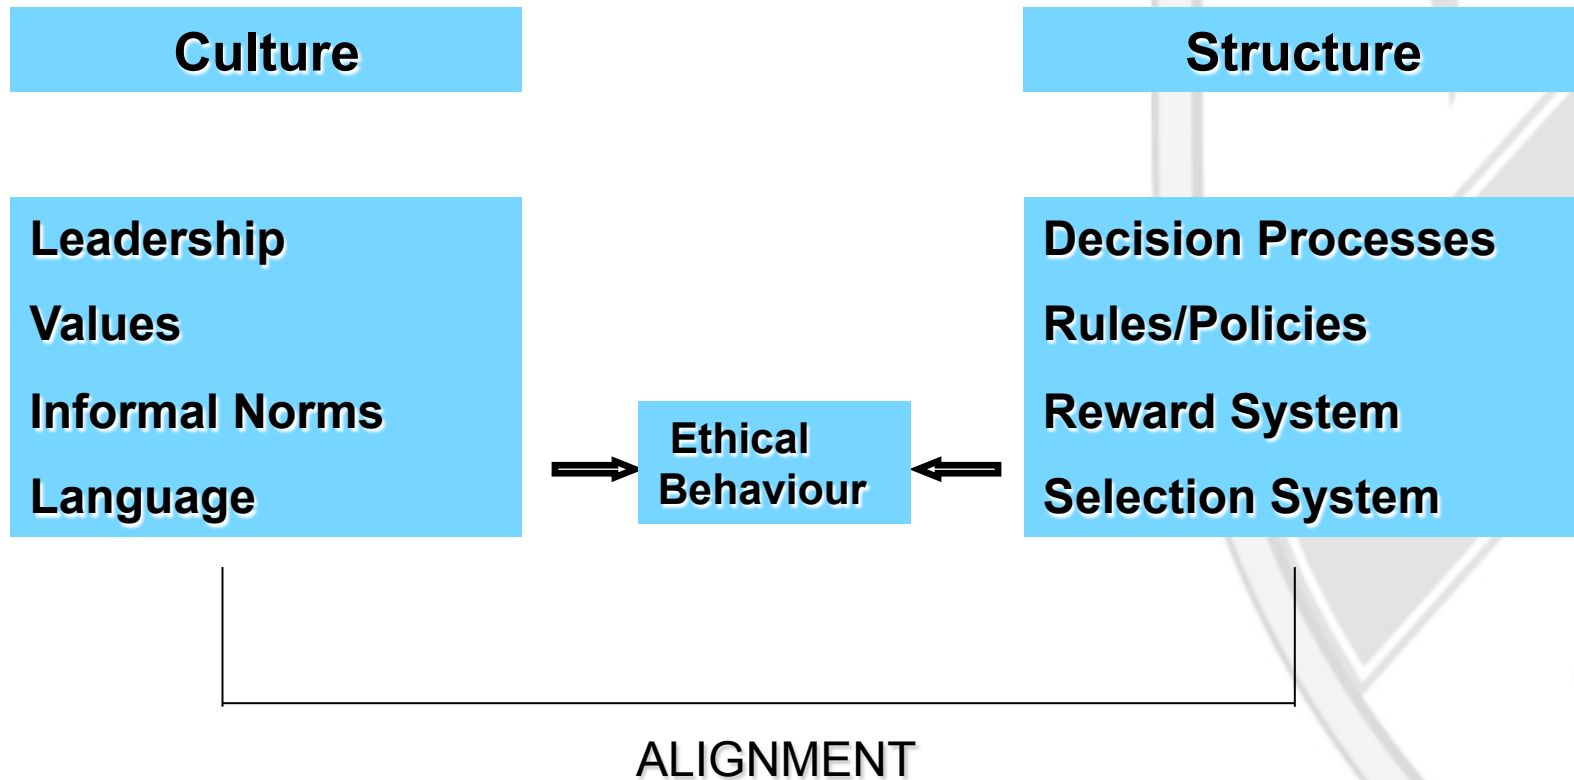 Culture
Structure
Leadership
Values
Informal Norms
Language
Ethical
Behaviour
Decision Processes
Rules/Policies
Reward System
Selection System
ALIGNMENT